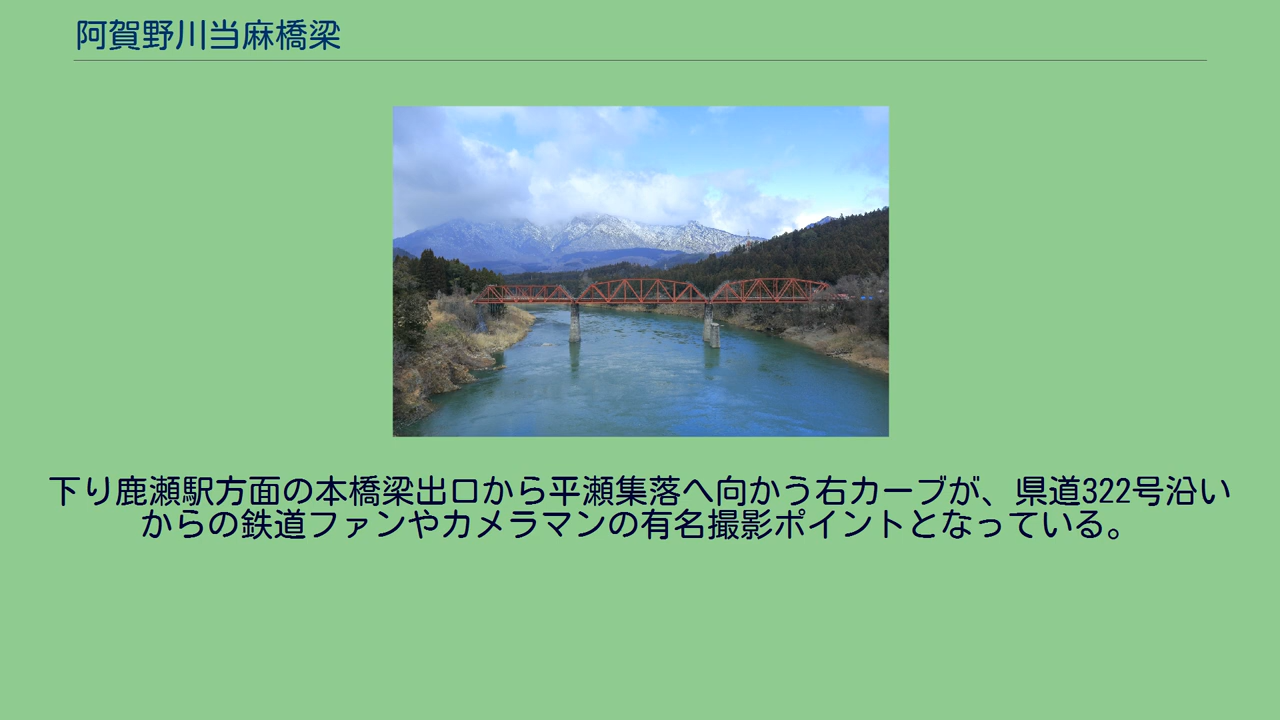 阿賀野川当麻橋梁
下り鹿瀬駅方面の本橋梁出口から平瀬集落へ向かう右カーブが、県道322号沿い
からの鉄道ファンやカメラマンの有名撮影ポイントとなっている。